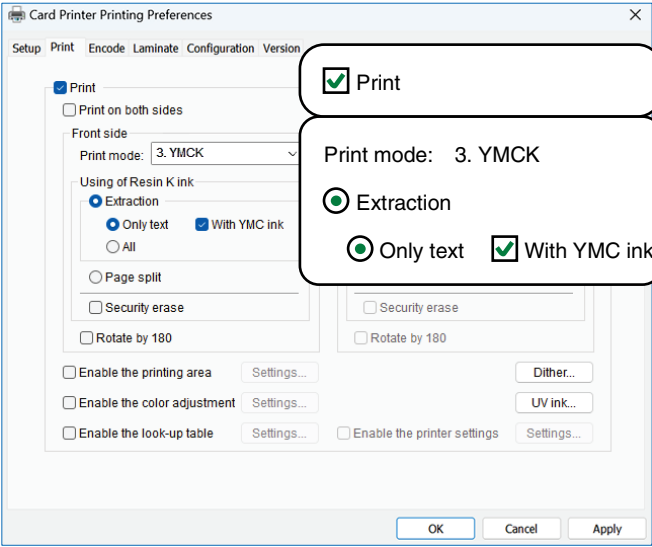 Card Printer Printing Preferences
Setup Print Encode Laminate Configuration Version
Print
Print on both sides
Front side
Print mode: 3. YMCK
Using of Resin K ink
Extraction
Only text With YMC ink
All
Page split
Security erase
Rotate by 180
Print
Print mode: 3. YMCK
Extraction
Only text With YMC ink
Security erase
Rotate by 180
Enable the printing area Settings... Dither...
Enable the color adjustment Settings... UV ink...
Enable the look-up table Settings... Enable the printer settings Settings...
OK Cancel Apply